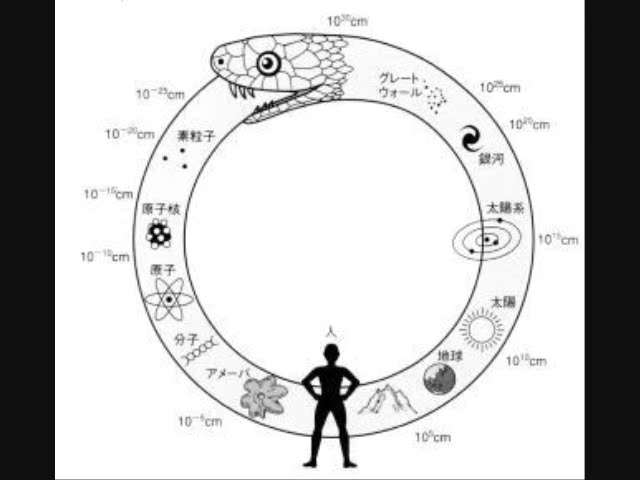 10³⁰cm
グレート
ウォール
10²⁵cm
10²⁰cm
銀河
太陽系
10¹⁵cm
太陽
10¹⁰cm
地球
10⁵cm
人
アメーバ
10⁻⁵cm
分子
原子
10⁻¹⁰cm
原子核
10⁻¹⁵cm
素粒子
10⁻²⁰cm
10⁻²⁵cm